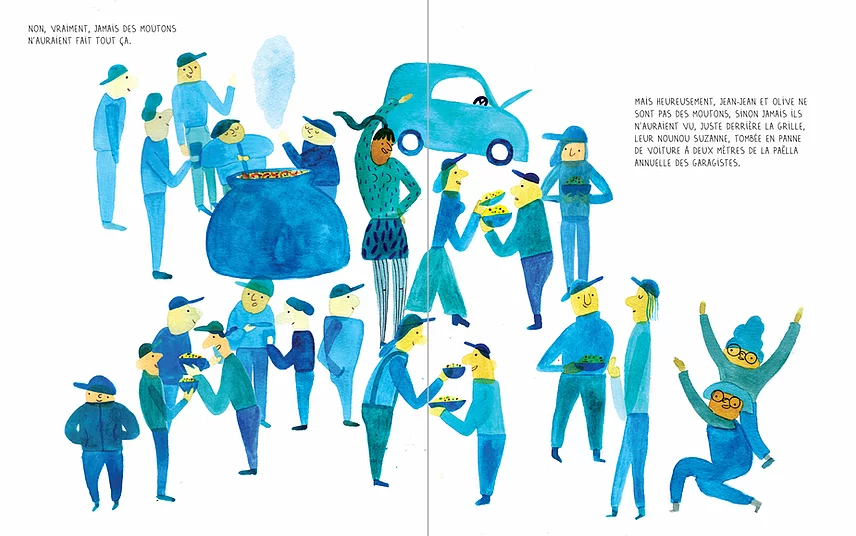 NON, VRAIMENT, JAMAIS DES MOUTONS
N'AURAIENT FAIT TOUT ÇA.
MAIS HEUREUSEMENT, JEAN-JEAN ET OLIVE NE
SONT PAS DES MOUTONS, SINON JAMAIS ILS
N'AURAIENT VU, JUSTE DERRIÈRE LA GRILLE,
LEUR NOUNOU SUZANNE, TOMBÉE EN PANNE
DE VOITURE À DEUX MÈTRES DE LA PAËLLA
ANNUELLE DES GARAGISTES.